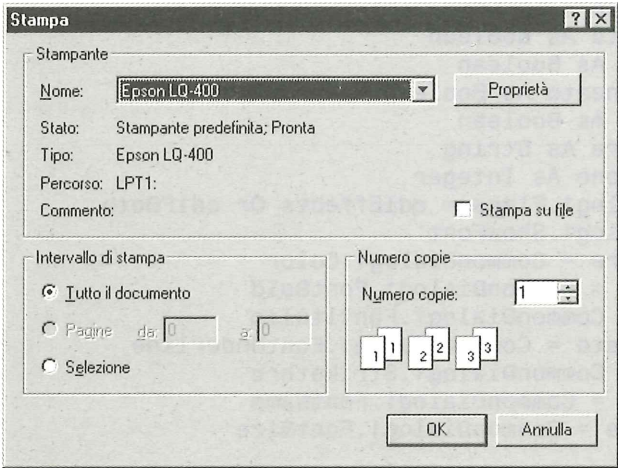 Stampa
Stampante
Nome: Epson LQ-400 Proprietà
Stato: Stampante predefinita; Pronta
Tipo: Epson LQ-400
Percorso: LPT1:
Commento: Stampa su file
Intervallo di stampa
Tutto il documento
Pagine da: 0 a: 0
Selezione
Numero copie
Numero copie: 1
1 1 2 2 3 3
OK Annulla